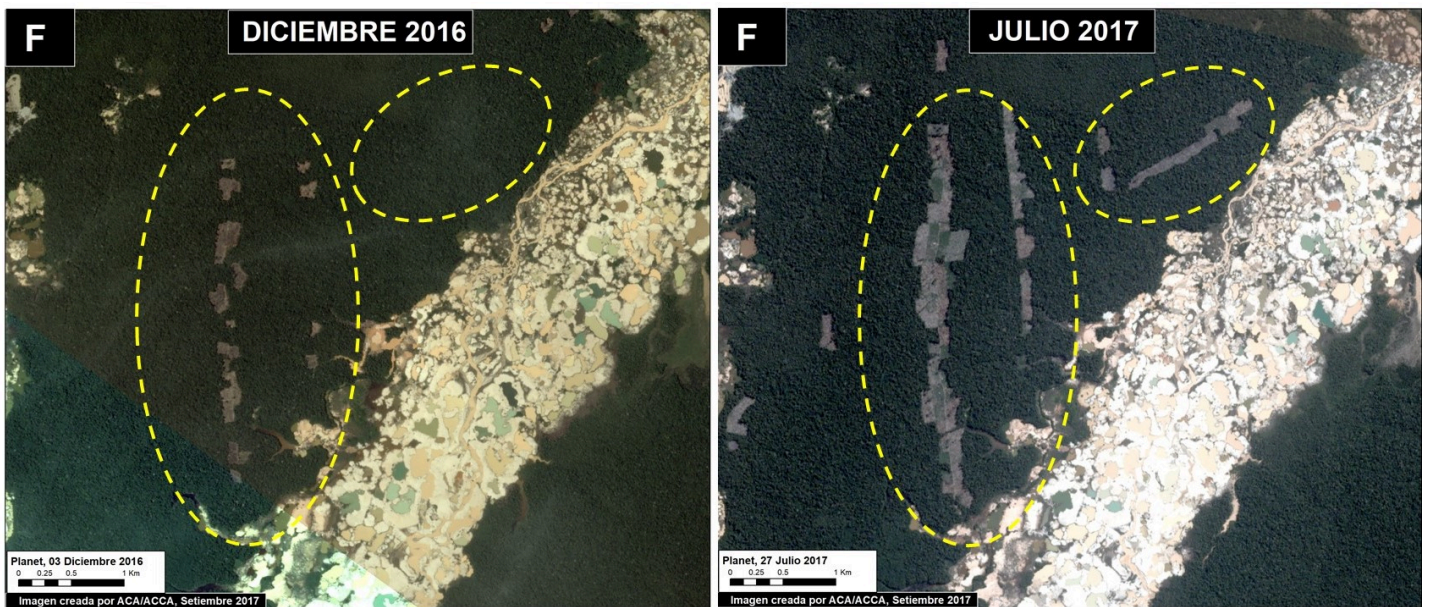 F
DICIEMBRE 2016
Planet, 03 Diciembre 2016
0 0.25 0.5 1 Km
Imagen creada por ACA/ACCA, Setiembre 2017
F
JULIO 2017
Planet, 27 Julio 2017
0 0.25 0.5 1 Km
Imagen creada por ACA/ACCA, Setiembre 2017